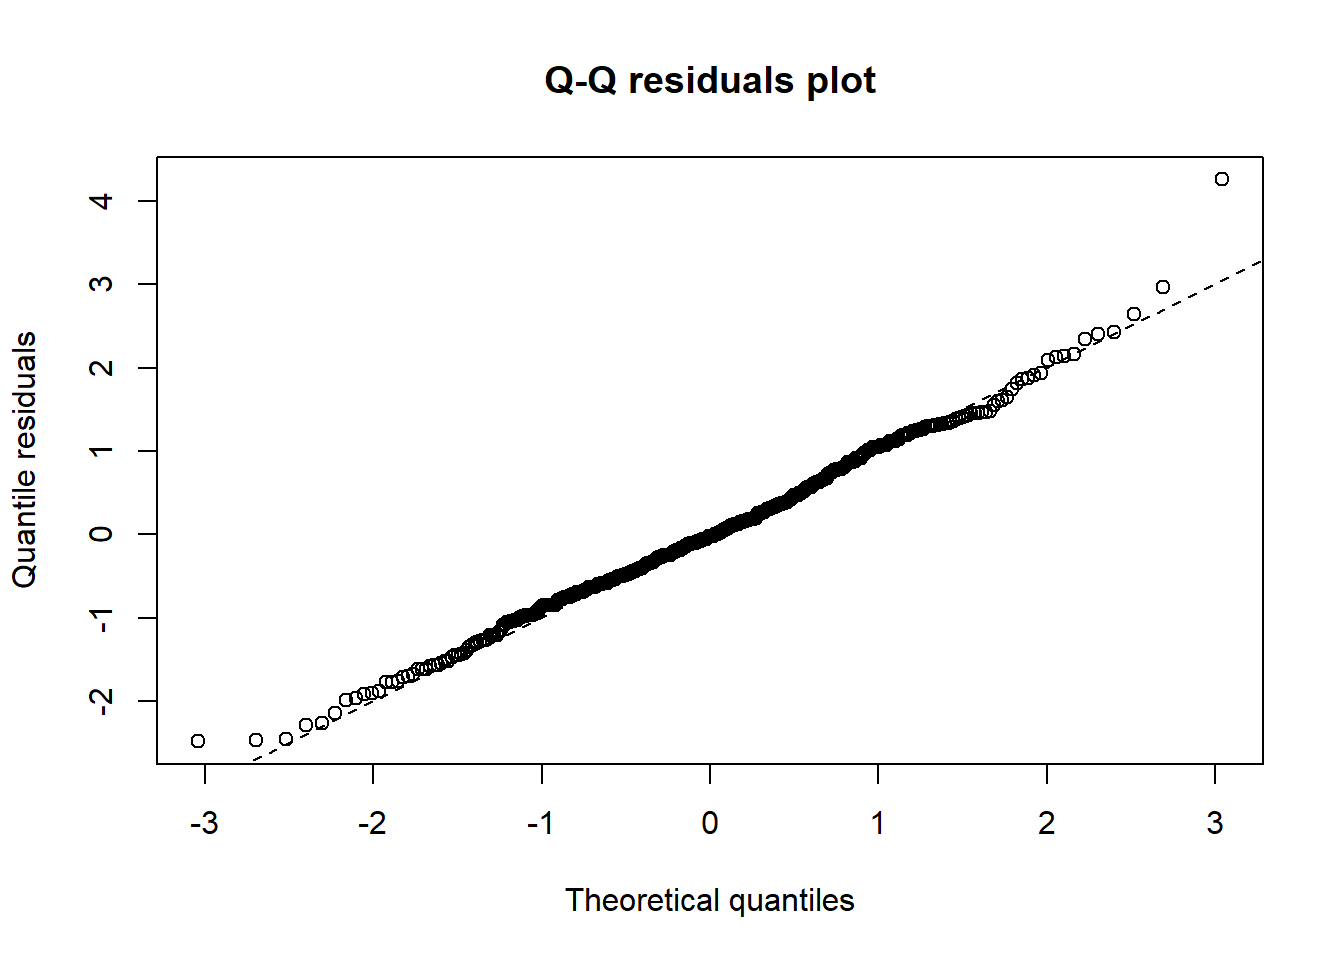 Q-Q residuals plot
4
3
2
1
0
-1
-2
Quantile residuals
-3 -2 -1 0 1 2 3
Theoretical quantiles